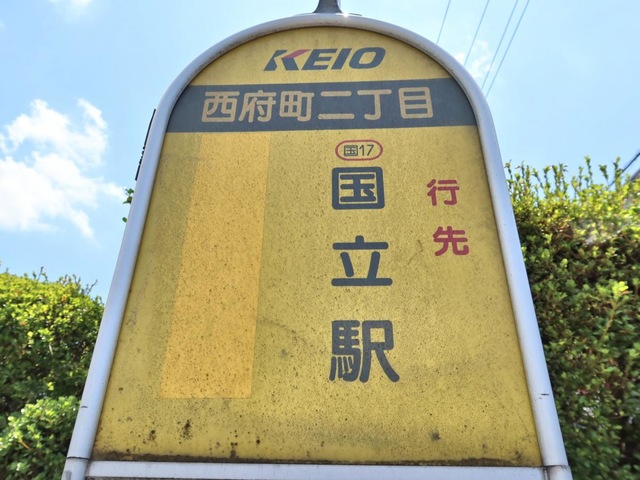 KEIO
西府町二丁目
国17
行先
国立駅